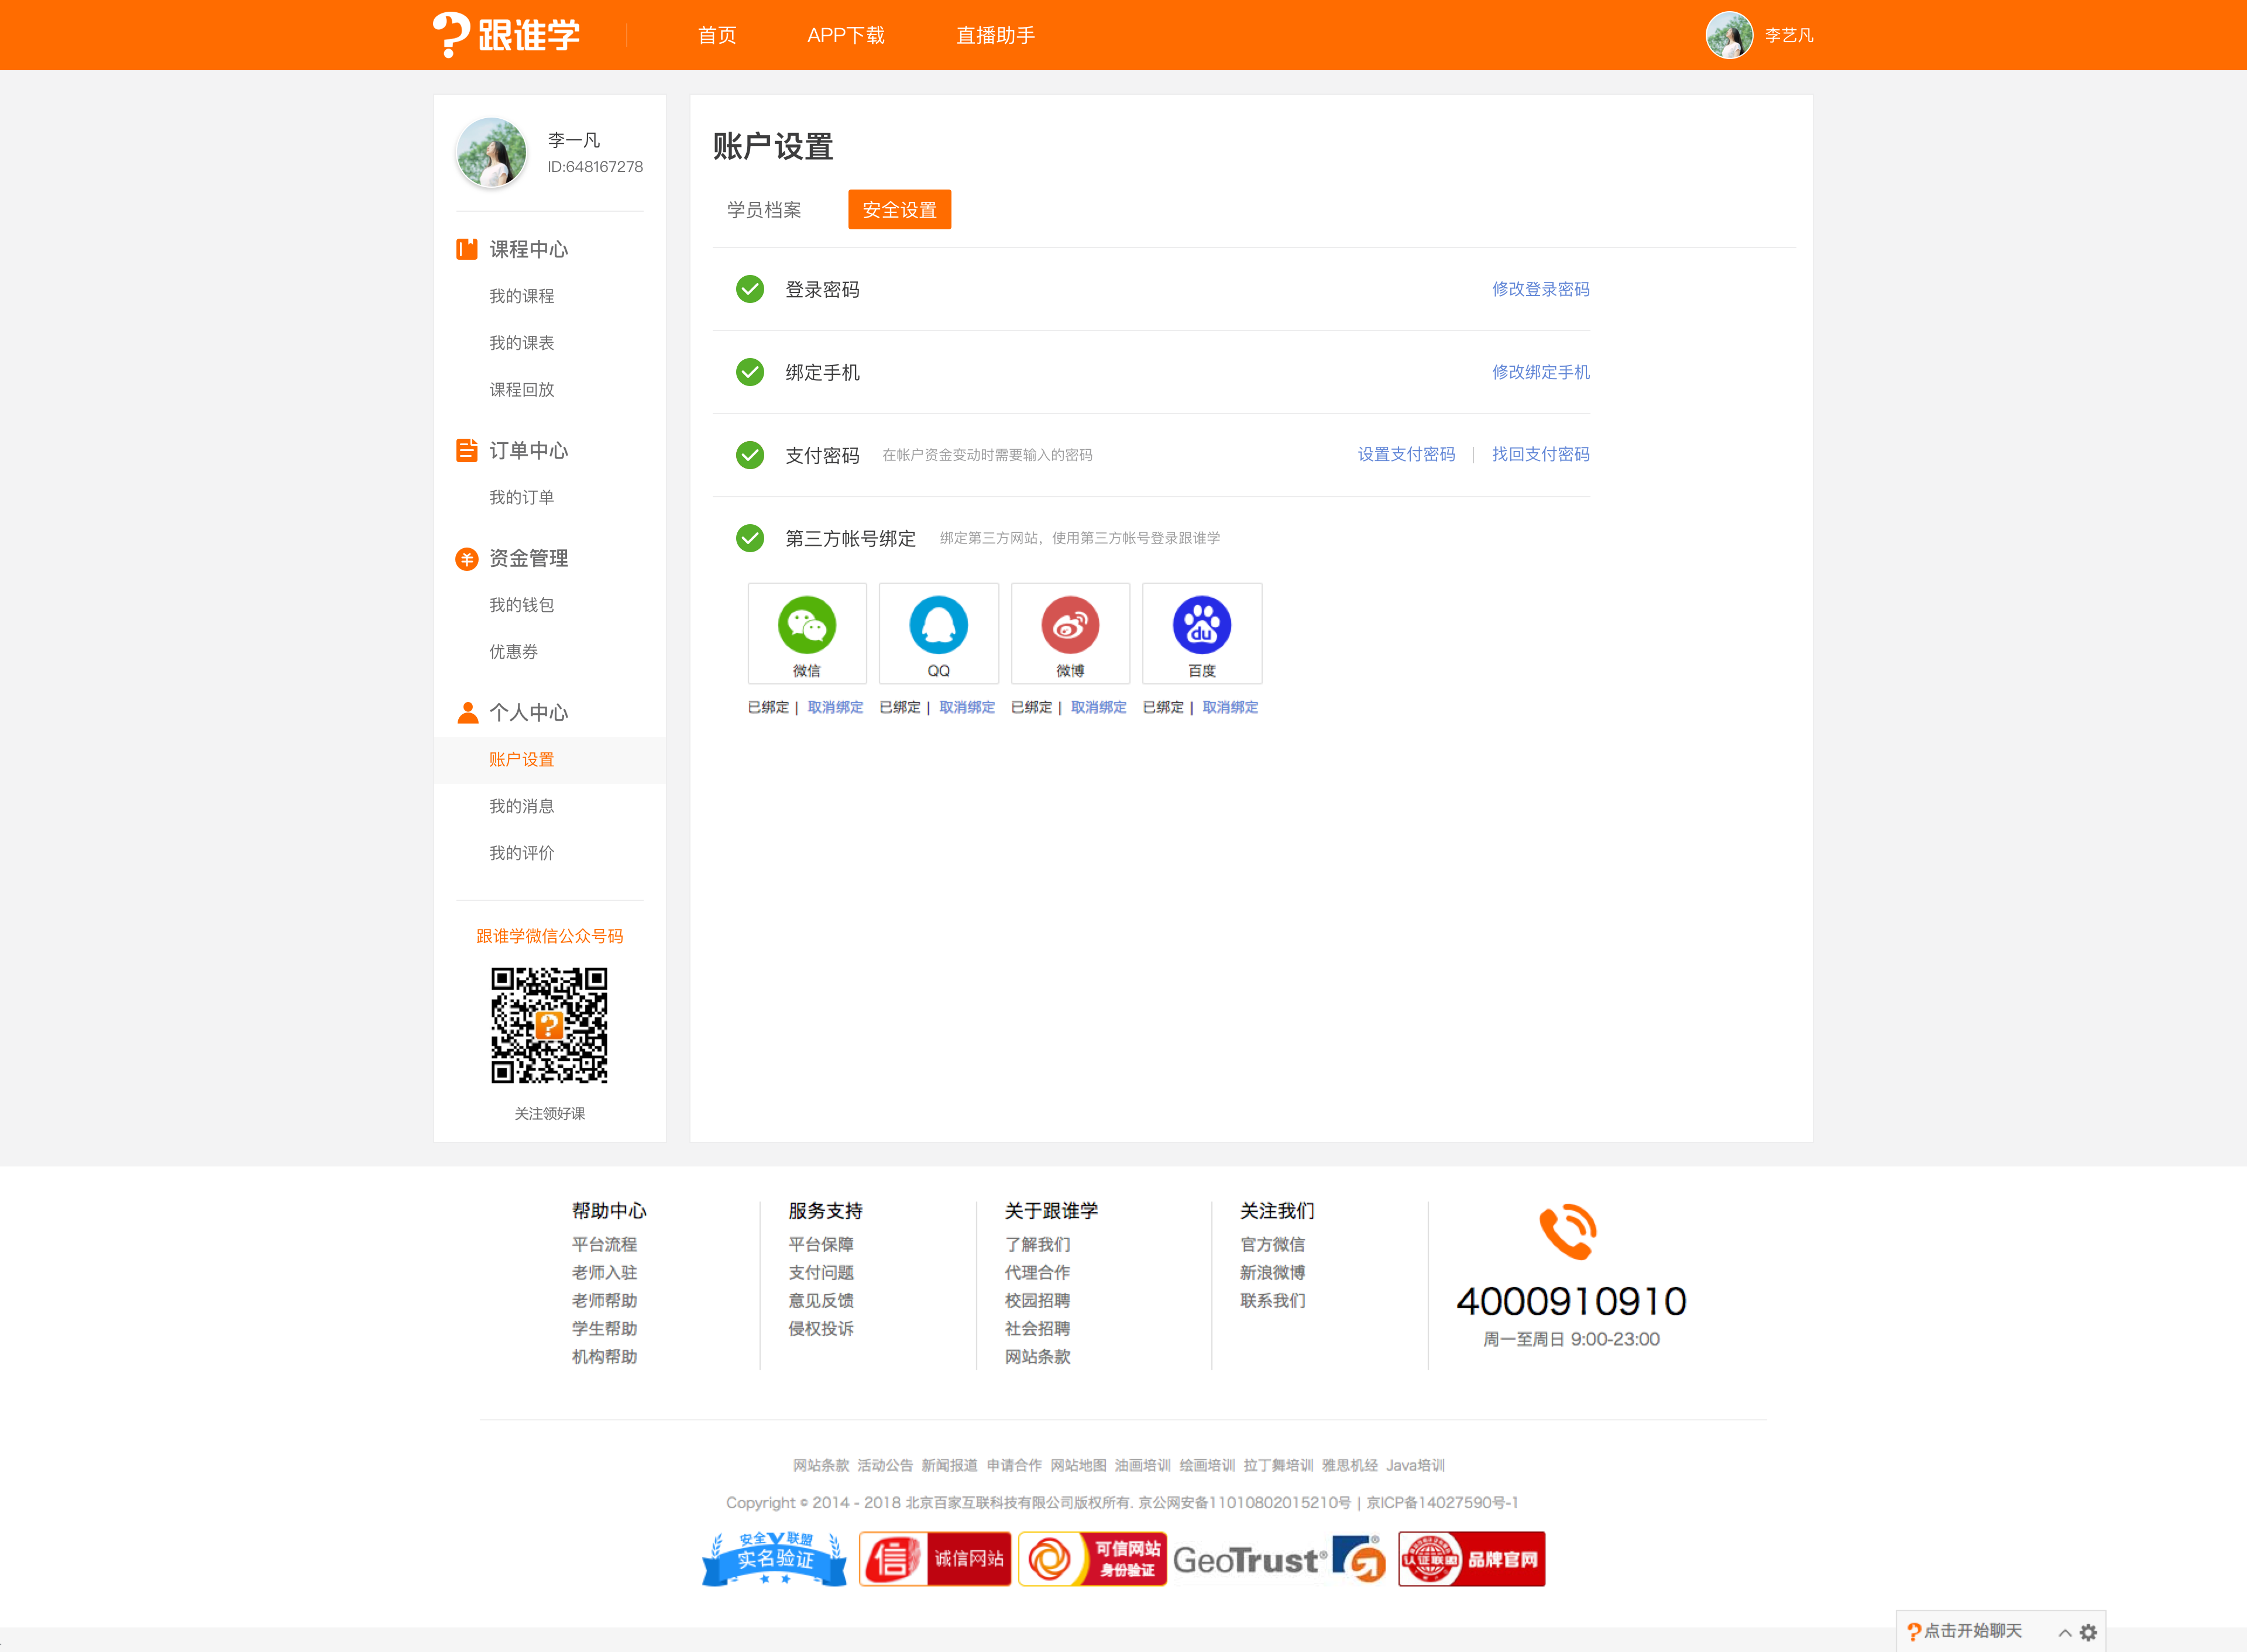 跟谁学 首页 APP下载 直播助手 李艺凡
李一凡
ID:648167278
课程中心
我的课程
我的课表
课程回放
订单中心
我的订单
资金管理
我的钱包
优惠券
个人中心
账户设置
我的消息
我的评价
跟谁学微信公众号码
关注领好课
账户设置
学员档案 安全设置
登录密码 修改登录密码
绑定手机 修改绑定手机
支付密码 在帐户资金变动时需要输入的密码 设置支付密码 | 找回支付密码
第三方帐号绑定 绑定第三方网站，使用第三方帐号登录跟谁学
du
微信 QQ 微博 百度
已绑定 | 取消绑定 已绑定 | 取消绑定 已绑定 | 取消绑定 已绑定 | 取消绑定
帮助中心
平台流程
老师入驻
老师帮助
学生帮助
机构帮助
服务支持
平台保障
支付问题
意见反馈
侵权投诉
关于跟谁学
了解我们
代理合作
校园招聘
社会招聘
网站条款
关注我们
官方微信
新浪微博
联系我们
4000910910
周一至周日 9:00-23:00
网站条款 活动公告 新闻报道 申请合作 网站地图 油画培训 绘画培训 拉丁舞培训 雅思机经 Java培训
Copyright © 2014 - 2018 北京百家互联科技有限公司版权所有. 京公网安备11010802015210号 | 京ICP备14027590号-1
安全联盟
实名验证
信 诚信网站
可信网站
身份验证
GeoTrust®
认证联盟 品牌官网
点击开始聊天